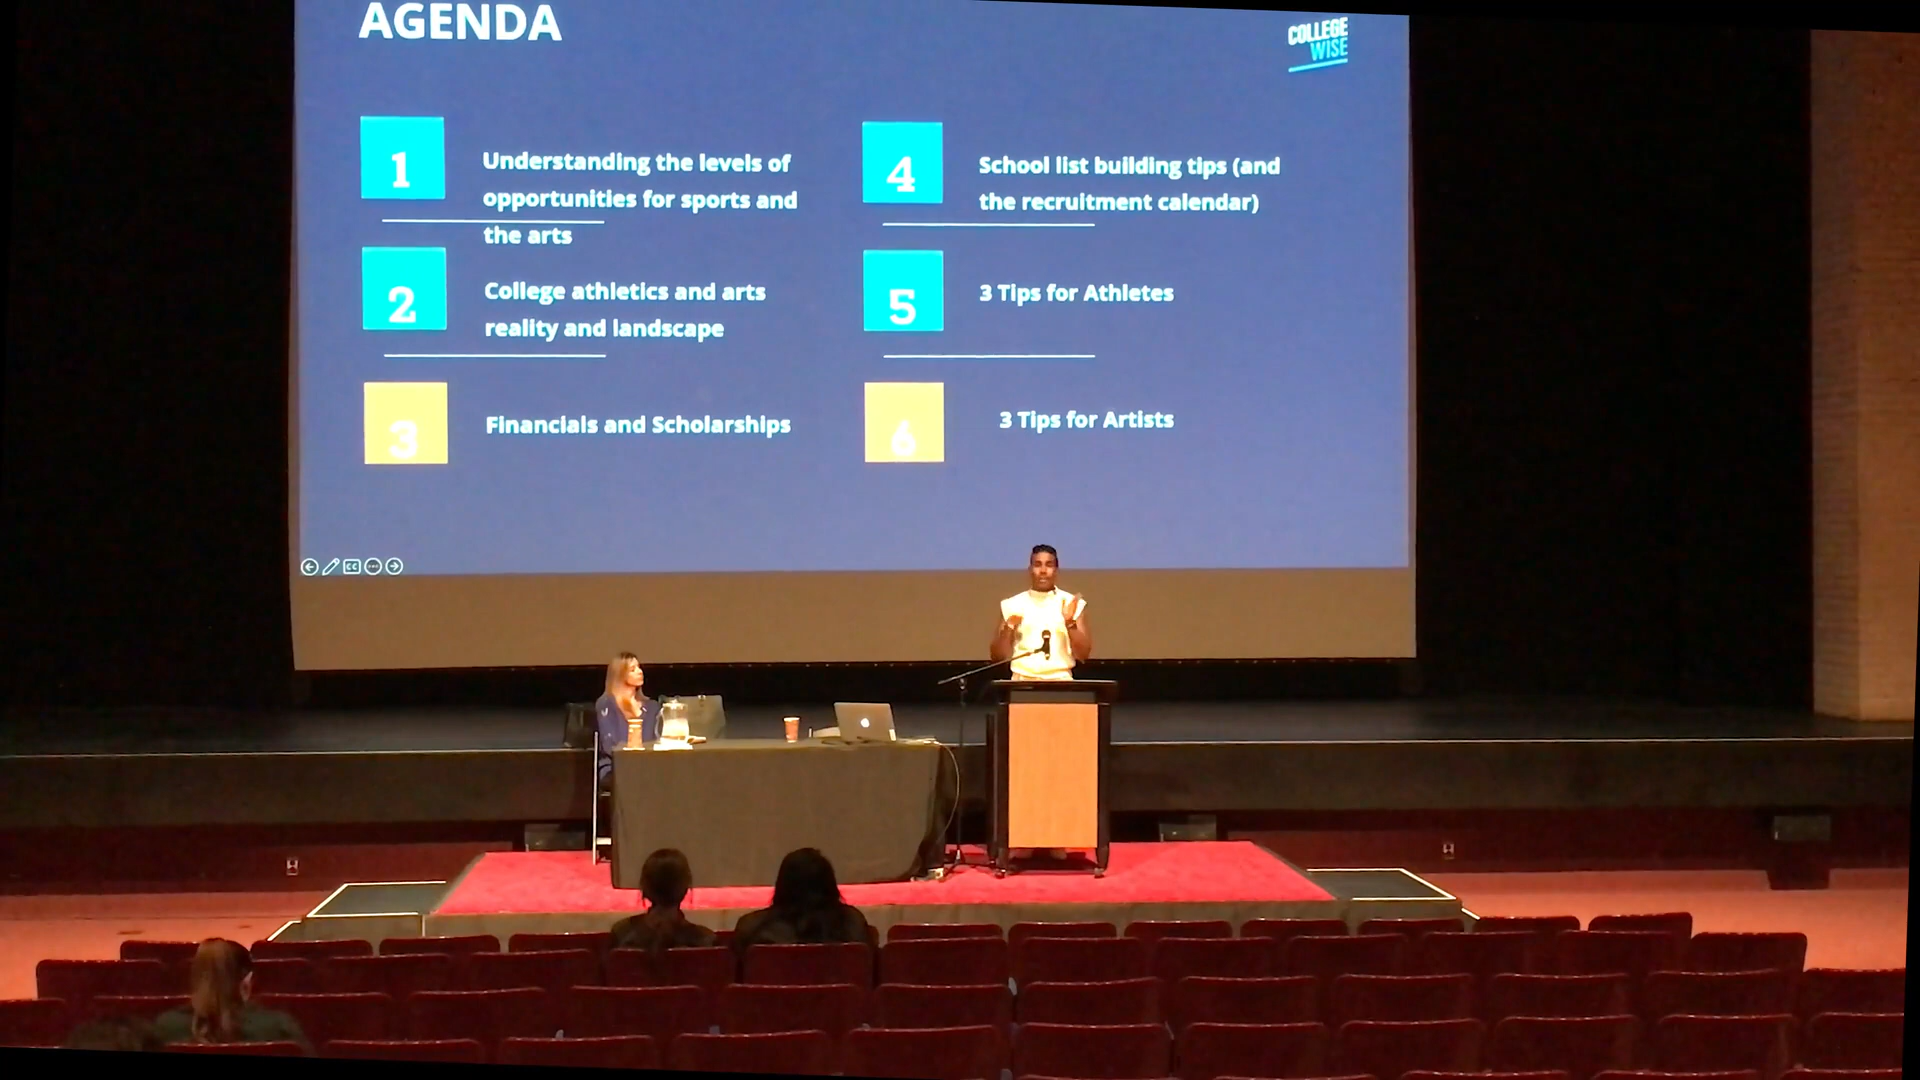 AGENDA
COLLEGE
WISE
1
Understanding the levels of
opportunities for sports and
the arts
2
College athletics and arts
reality and landscape
3
Financials and Scholarships
4
School list building tips (and
the recruitment calendar)
5
3 Tips for Athletes
6
3 Tips for Artists
CC